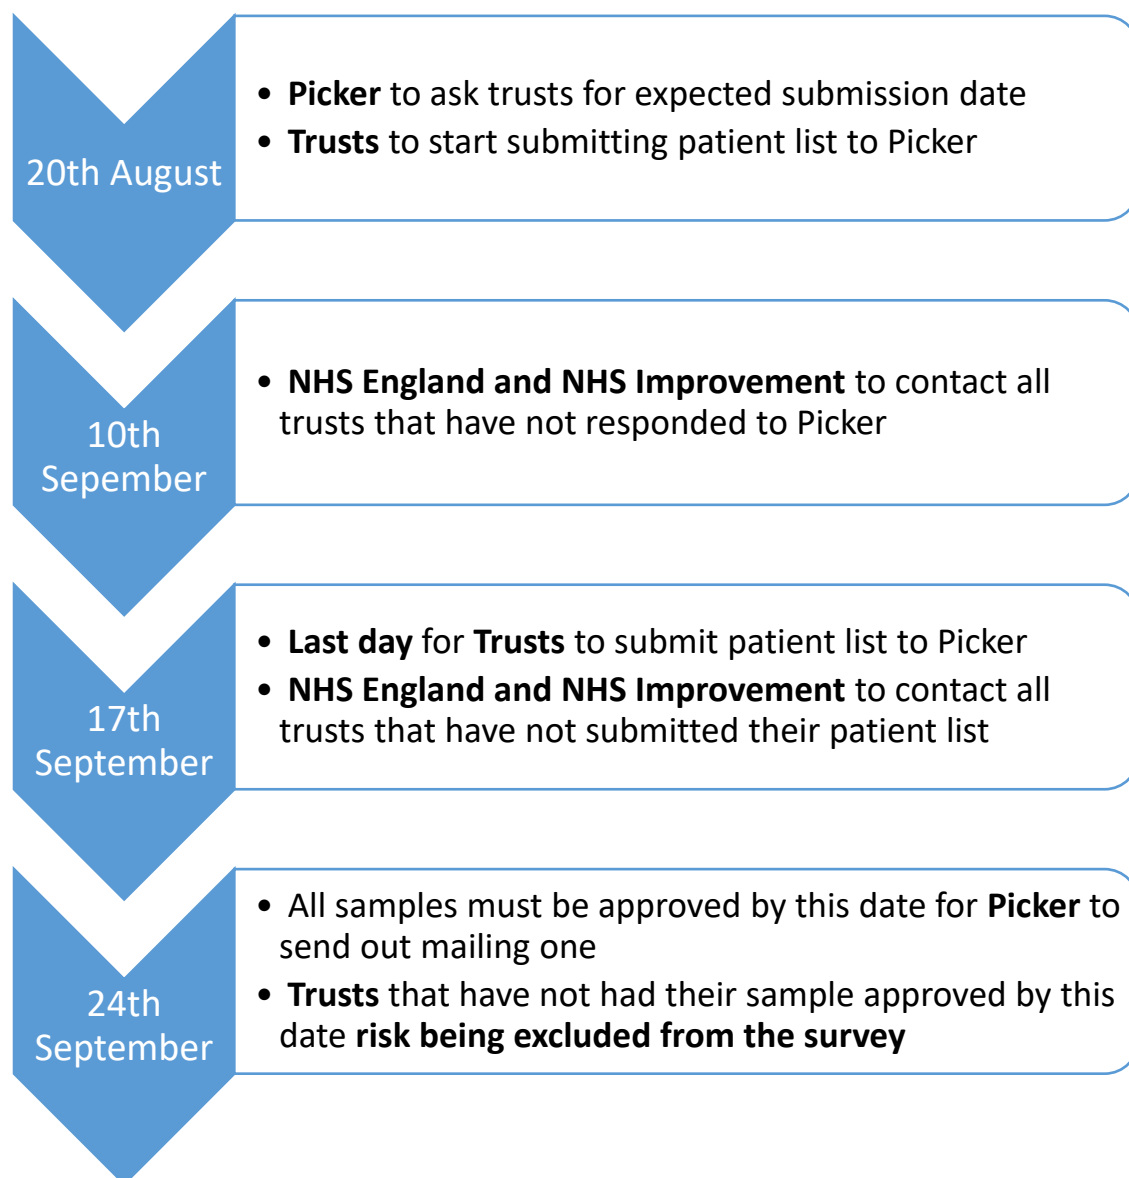 20th August
• Picker to ask trusts for expected submission date
• Trusts to start submitting patient list to Picker
10th
Sepember
• NHS England and NHS Improvement to contact all
trusts that have not responded to Picker
17th
September
• Last day for Trusts to submit patient list to Picker
• NHS England and NHS Improvement to contact all
trusts that have not submitted their patient list
24th
September
• All samples must be approved by this date for Picker to
send out mailing one
• Trusts that have not had their sample approved by this
date risk being excluded from the survey